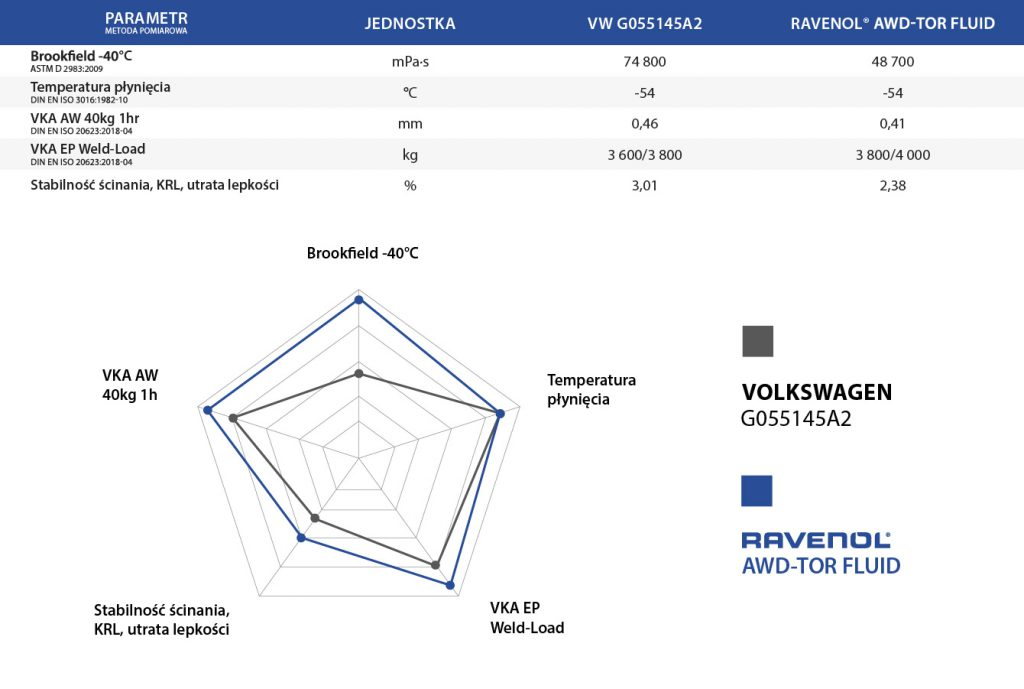 PARAMETR
METODA POMIAROWA
JEDNOSTKA
VW G055145A2
RAVENOL® AWD-TOR FLUID
Brookfield -40°C
ASTM D 2983:2009
mPa·s
74 800
48 700
Temperatura płynięcia
DIN EN ISO 3016:1982-10
°C
-54
-54
VKA AW 40kg 1hr
DIN EN ISO 20623:2018-04
mm
0,46
0,41
VKA EP Weld-Load
DIN EN ISO 20623:2018-04
kg
3 600/3 800
3 800/4 000
Stabilność ścinania, KRL, utrata lepkości
%
3,01
2,38
Brookfield -40°C
VKA AW
40kg 1h
Temperatura
płynięcia
Stabilność ścinania,
KRL, utrata lepkości
VKA EP
Weld-Load
VOLKSWAGEN
G055145A2
RAVENOL®
AWD-TOR FLUID